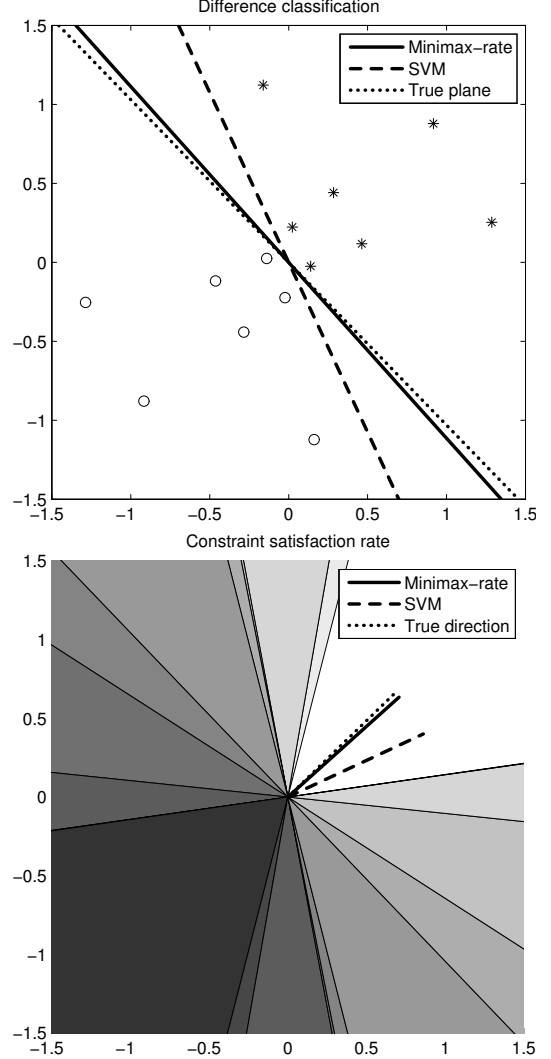 Difference classification
1.5
1
0.5
0
−0.5
−1
−1.5
−1.5 −1 −0.5 0 0.5 1 1.5
Minimax−rate
SVM
True plane
Constraint satisfaction rate
1.5
1
0.5
0
−0.5
−1
−1.5
−1.5 −1 −0.5 0 0.5 1 1.5
Minimax−rate
SVM
True direction